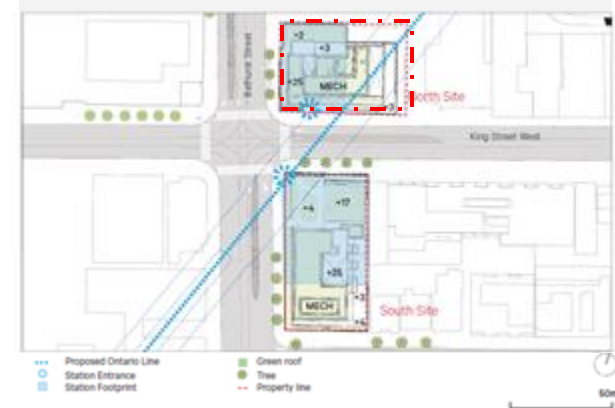 Bathurst Street
+2
+3
+25
MECH
+3
North Site
King Street West
+4
+17
+25
+3
MECH
+4
South Site
Proposed Ontario Line
Station Entrance
Station Footprint
Green roof
Tree
Property line
50m